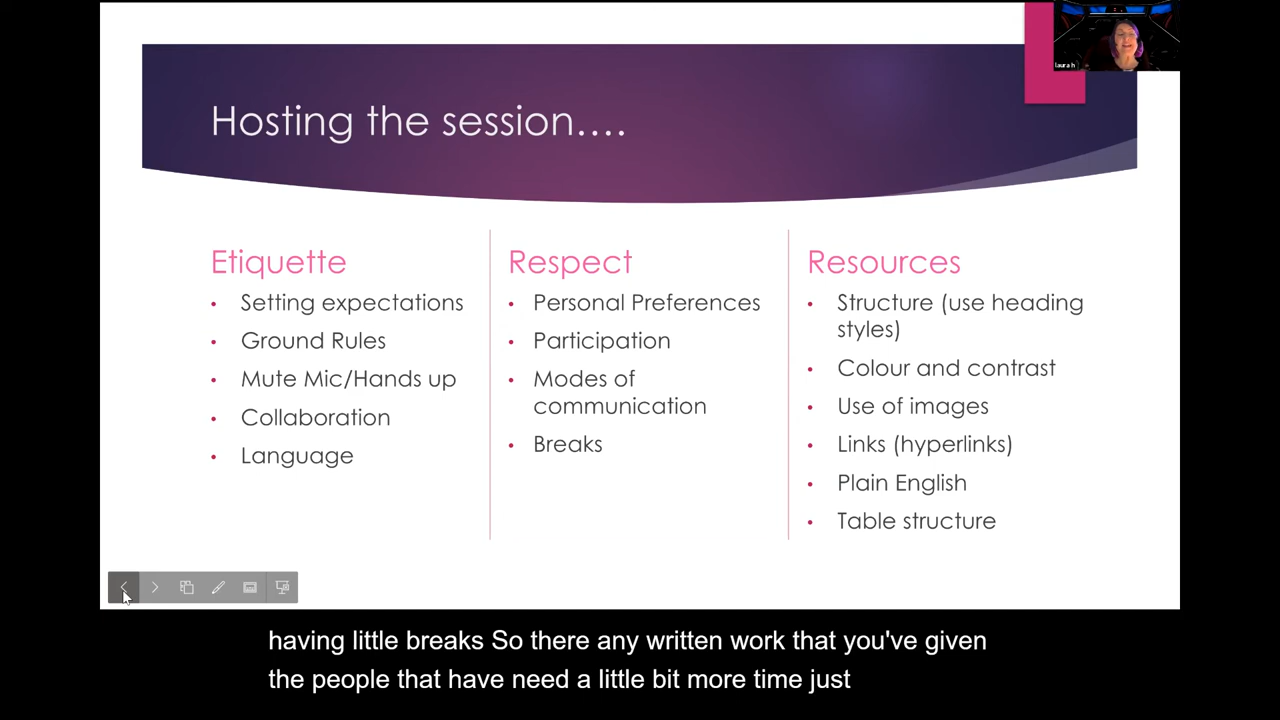 laura h
Hosting the session....
Etiquette
• Setting expectations
• Ground Rules
• Mute Mic/Hands up
• Collaboration
• Language
Respect
• Personal Preferences
• Participation
• Modes of
communication
• Breaks
Resources
• Structure (use heading
styles)
• Colour and contrast
• Use of images
• Links (hyperlinks)
• Plain English
• Table structure
having little breaks So there any written work that you've given
the people that have need a little bit more time just